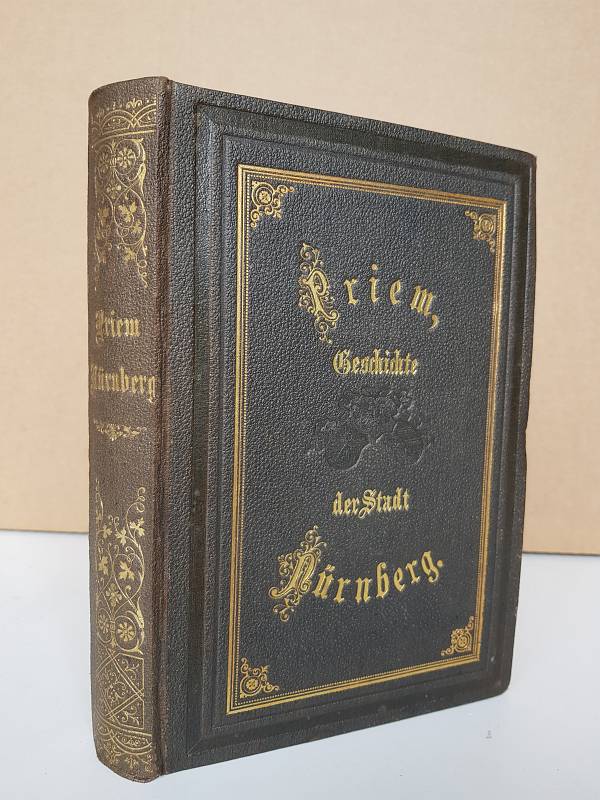 Priem
Nürnberg
Priem,
Geschichte
der Stadt
Nürnberg.